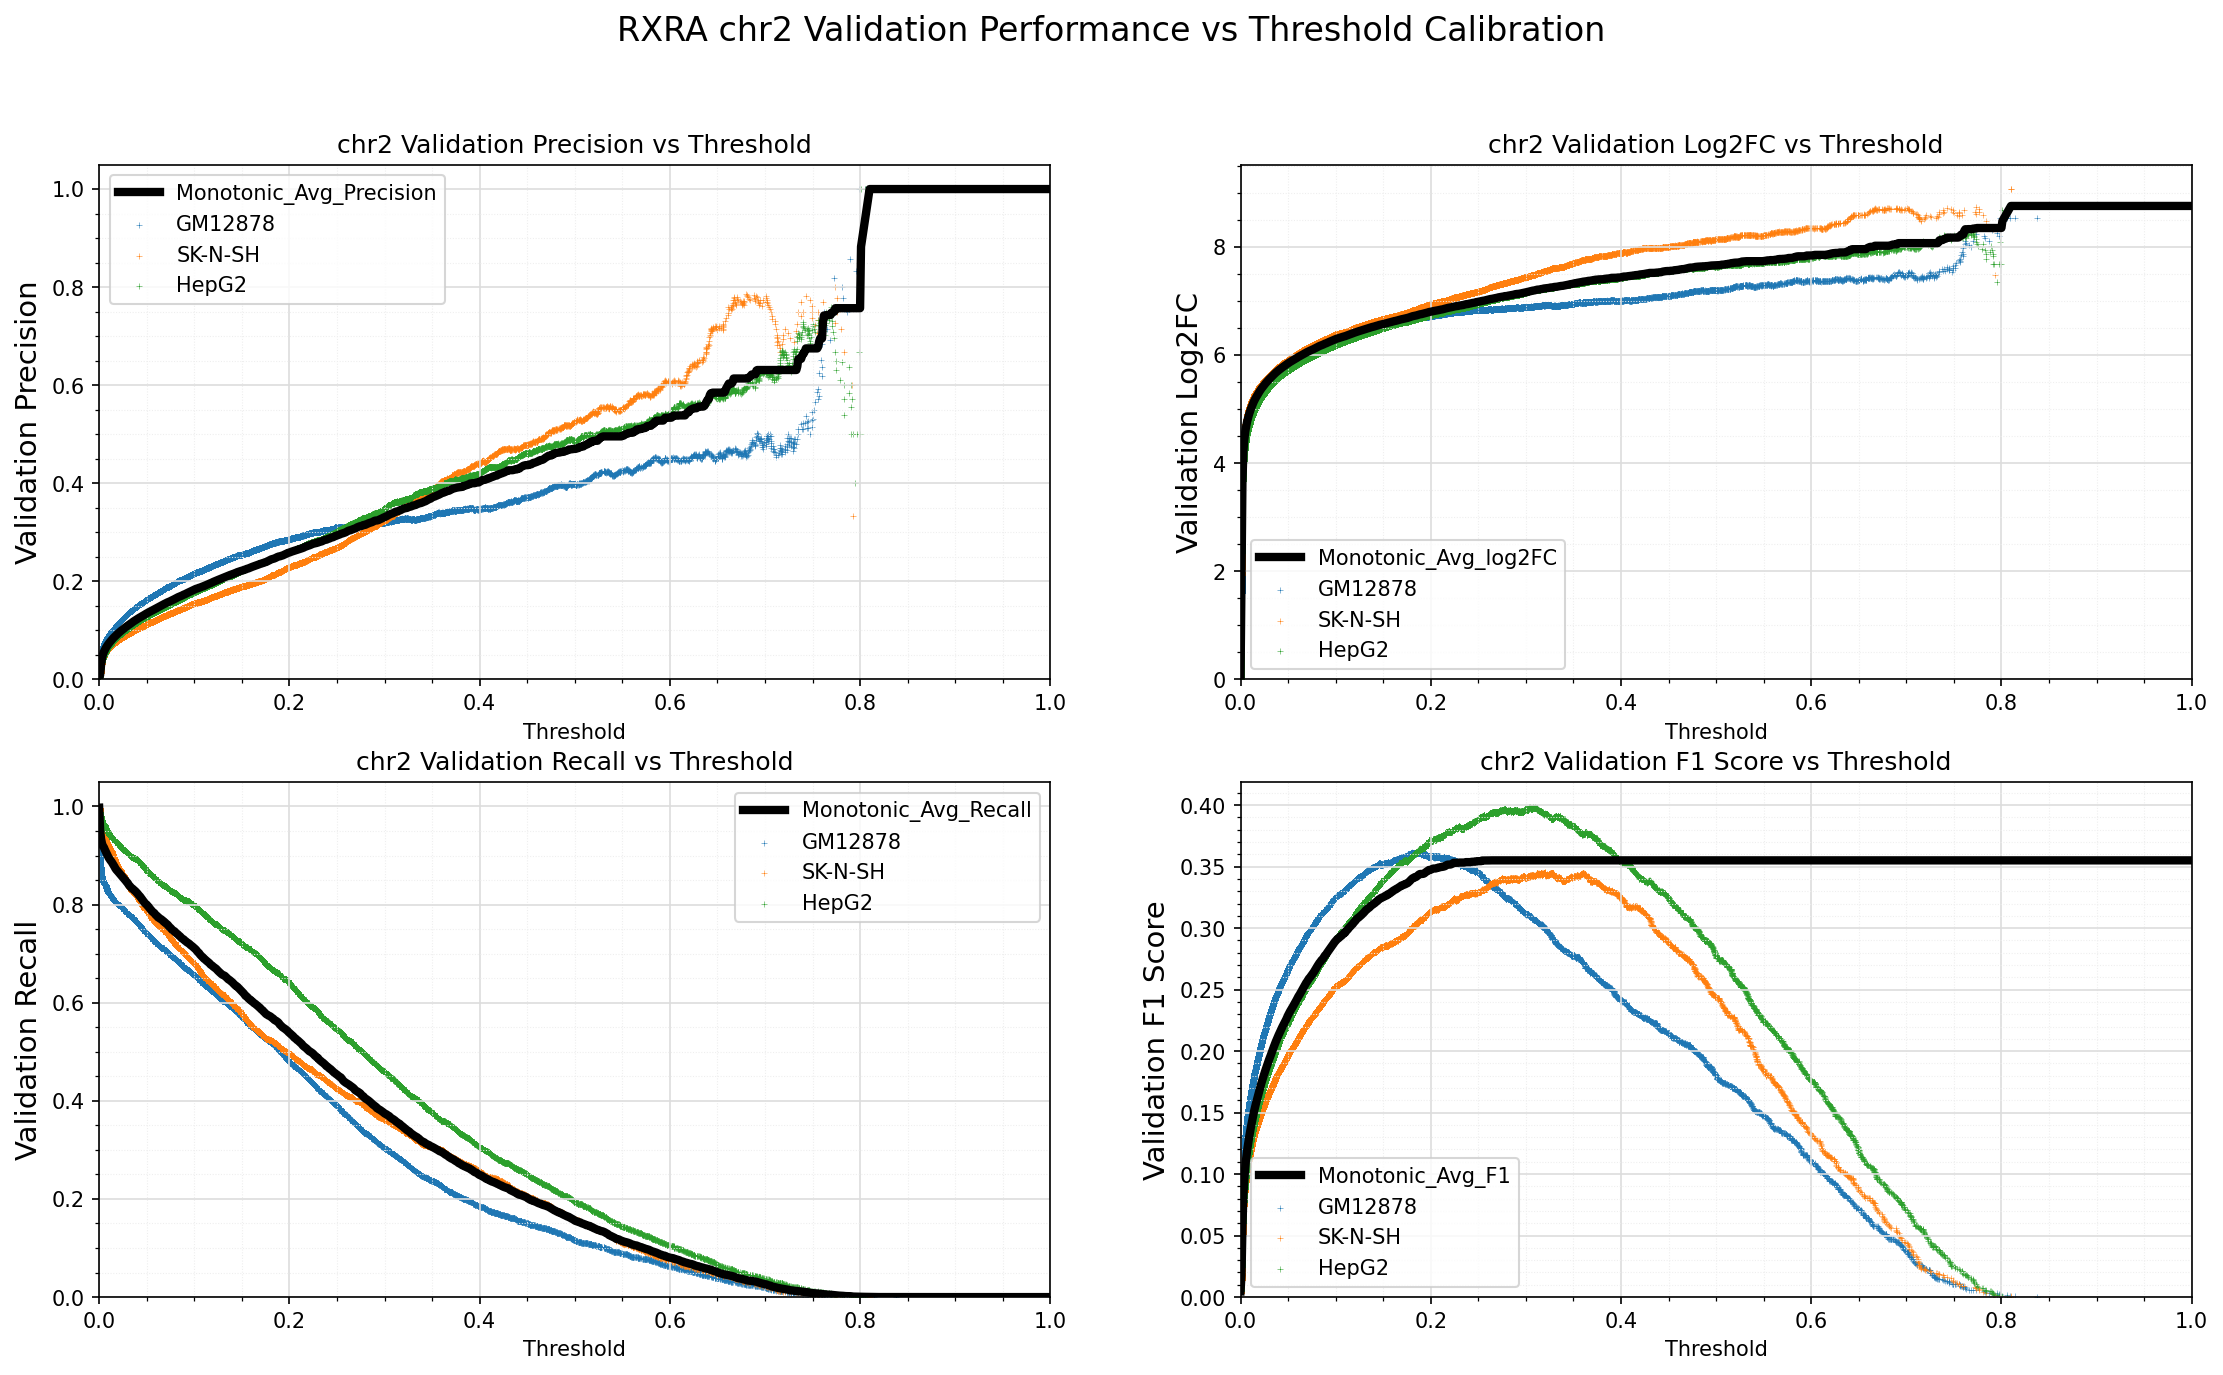 RXRA chr2 Validation Performance vs Threshold Calibration
chr2 Validation Precision vs Threshold
Validation Precision
1.0
0.8
0.6
0.4
0.2
0.0
Monotonic_Avg_Precision
GM12878
SK-N-SH
HepG2
0.0 0.2 0.4 0.6 0.8 1.0
Threshold
chr2 Validation Log2FC vs Threshold
Validation Log2FC
8
6
4
2
0
Monotonic_Avg_log2FC
GM12878
SK-N-SH
HepG2
0.0 0.2 0.4 0.6 0.8 1.0
Threshold
chr2 Validation Recall vs Threshold
Validation Recall
1.0
0.8
0.6
0.4
0.2
0.0
Monotonic_Avg_Recall
GM12878
SK-N-SH
HepG2
0.0 0.2 0.4 0.6 0.8 1.0
Threshold
chr2 Validation F1 Score vs Threshold
Validation F1 Score
0.40
0.35
0.30
0.25
0.20
0.15
0.10
0.05
0.00
Monotonic_Avg_F1
GM12878
SK-N-SH
HepG2
0.0 0.2 0.4 0.6 0.8 1.0
Threshold